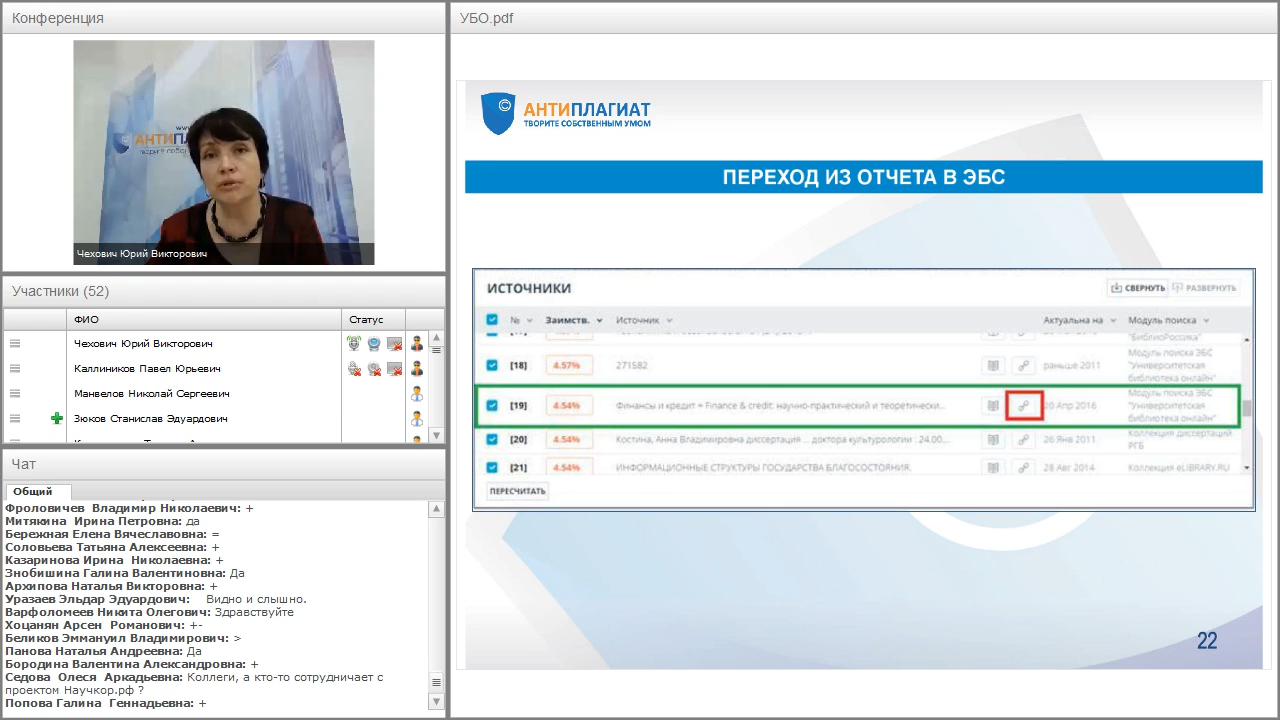 Конференция
www
АНТИПЛ
Чехович Юрий Викторович
Участники (52)
ФИО
Статус
Чехович Юрий Викторович
Каллиников Павел Юрьевич
Манвелов Николай Сергеевич
Зюков Станислав Эдуардович
Чат
Общий
Фроловичев Владимир Николаевич: +
Митякина Ирина Петровна: да
Бережная Елена Вячеславовна: =
Соловьева Татьяна Алексеевна: +
Казаринова Ирина Николаевна: +
Знобишина Галина Валентиновна: Да
Архипова Наталья Викторовна: +
Уразаев Эльдар Эдуардович: Видно и слышно.
Варфоломеев Никита Олегович: Здравствуйте
Хоцанян Арсен Романович: +-
Беликов Эммануил Владимирович: >
Панова Наталья Андреевна: Да
Бородина Валентина Александровна: +
Седова Олеся Аркадьевна: Коллеги, а кто-то сотрудничает с
проектом Научкор.рф ?
Попова Галина Геннадьевна: +
УБО.pdf
©
АНТИПЛАГИАТ
ТВОРИТЕ СОБСТВЕННЫМ УМОМ
ПЕРЕХОД ИЗ ОТЧЕТА В ЭБС
ИСТОЧНИКИ
СВЕРНУТЬ РАЗВЕРНУТЬ
№ Заимств. Источник Актуальна на Модуль поиска
"БиблиоРоссика"
[18] 4.57% 271582 раньше 2011 Модуль поиска ЭБС
"Университетская
библиотека онлайн"
[19] 4.54% Финансы и кредит = Finance & credit: научно-практический и теоретически... 20 Апр 2016 Модуль поиска ЭБС
"Университетская
библиотека онлайн"
[20] 4.54% Костина, Анна Владимировна диссертация ... доктора культурологии : 24.00... 26 Янв 2011 Коллекция диссертаций
РГБ
[21] 4.54% ИНФОРМАЦИОННЫЕ СТРУКТУРЫ ГОСУДАРСТВА БЛАГОСОСТОЯНИЯ. 28 Авг 2014 Коллекция eLIBRARY.RU
ПЕРЕСЧИТАТЬ
22